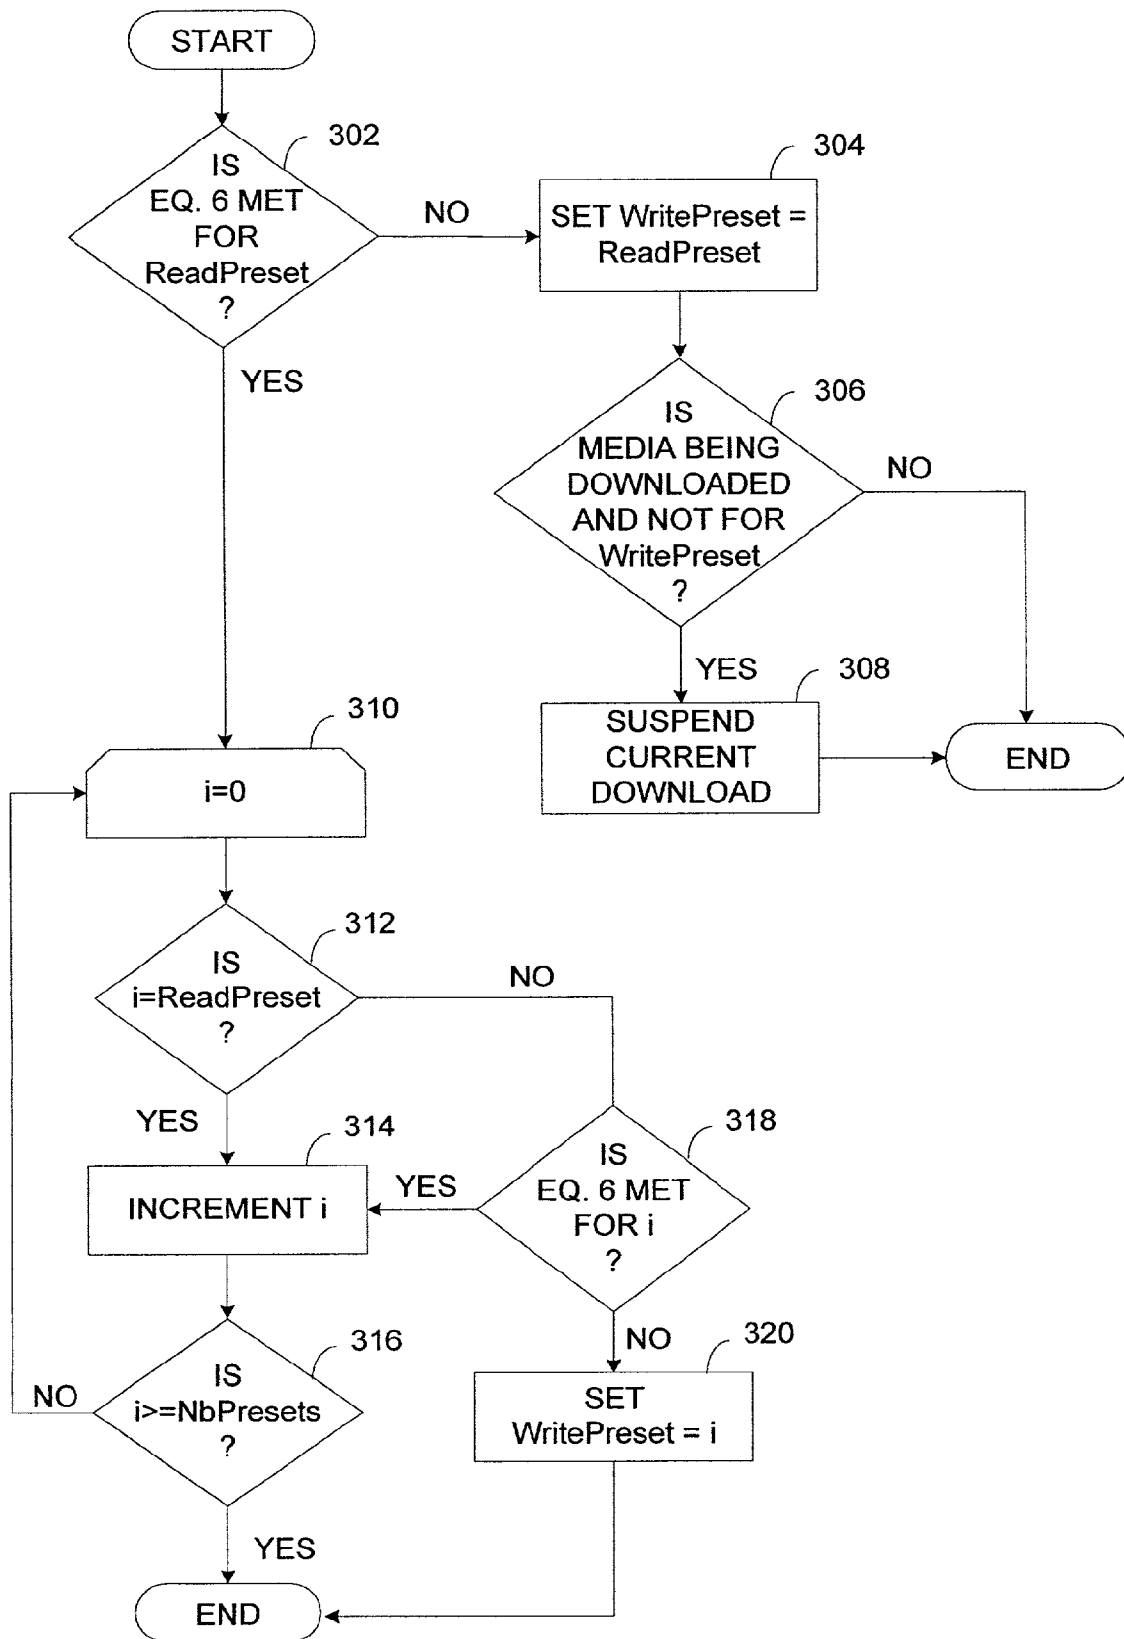 START
302
IS
EQ. 6 MET
FOR
ReadPreset
?
NO
304
SET WritePreset =
ReadPreset
YES
306
IS
MEDIA BEING
DOWNLOADED
AND NOT FOR
WritePreset
?
NO
YES
308
SUSPEND
CURRENT
DOWNLOAD
END
310
i=0
312
IS
i=ReadPreset
?
NO
YES
314
INCREMENT i
318
IS
EQ. 6 MET
FOR i
?
YES
NO
316
IS
i>=NbPresets
?
NO
320
SET
WritePreset = i
YES
END